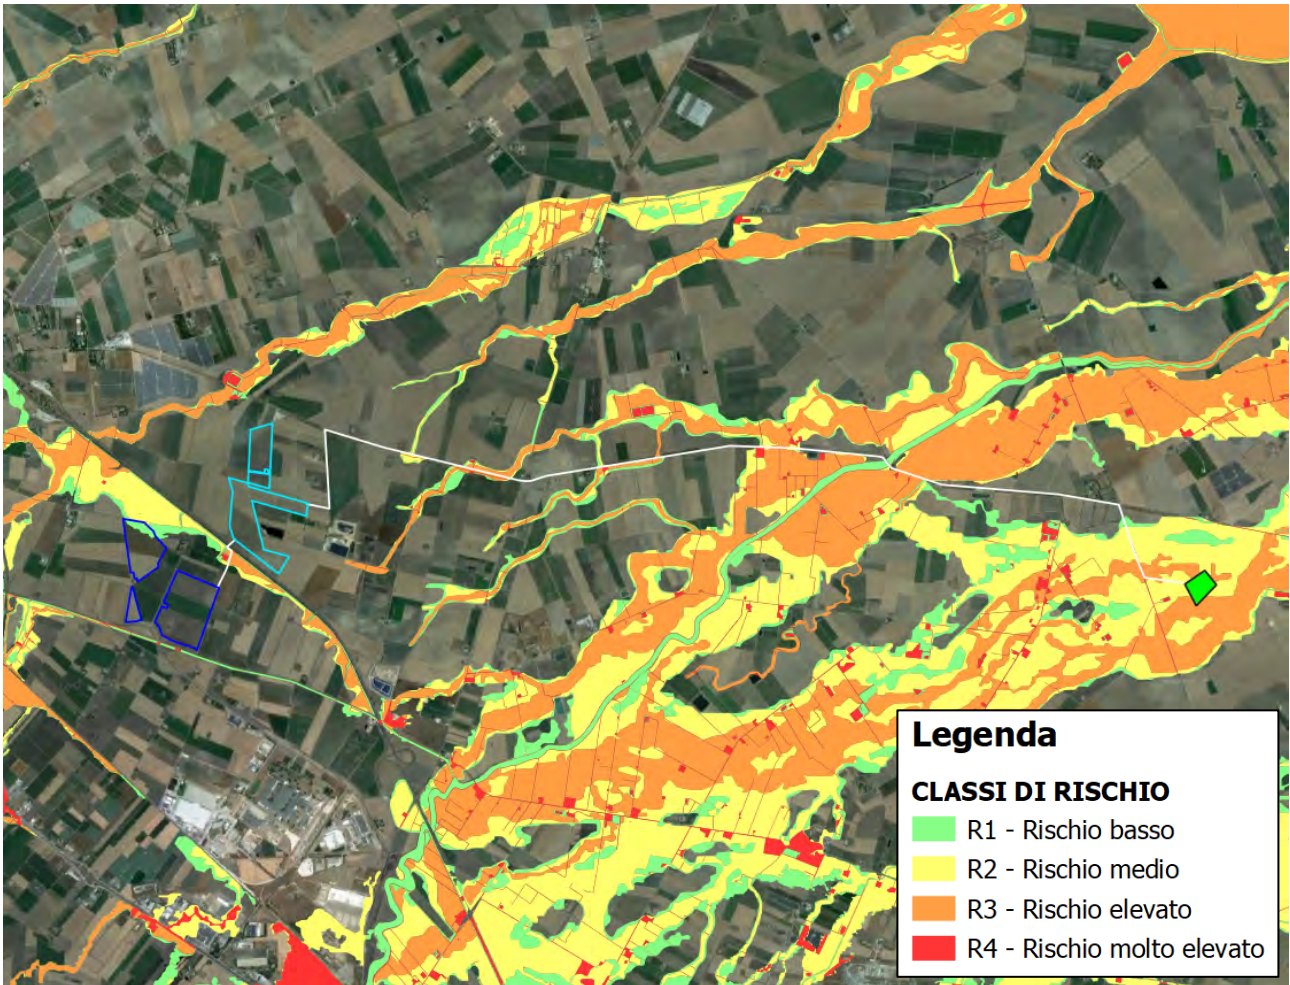 Legenda
CLASSI DI RISCHIO
R1 - Rischio basso
R2 - Rischio medio
R3 - Rischio elevato
R4 - Rischio molto elevato